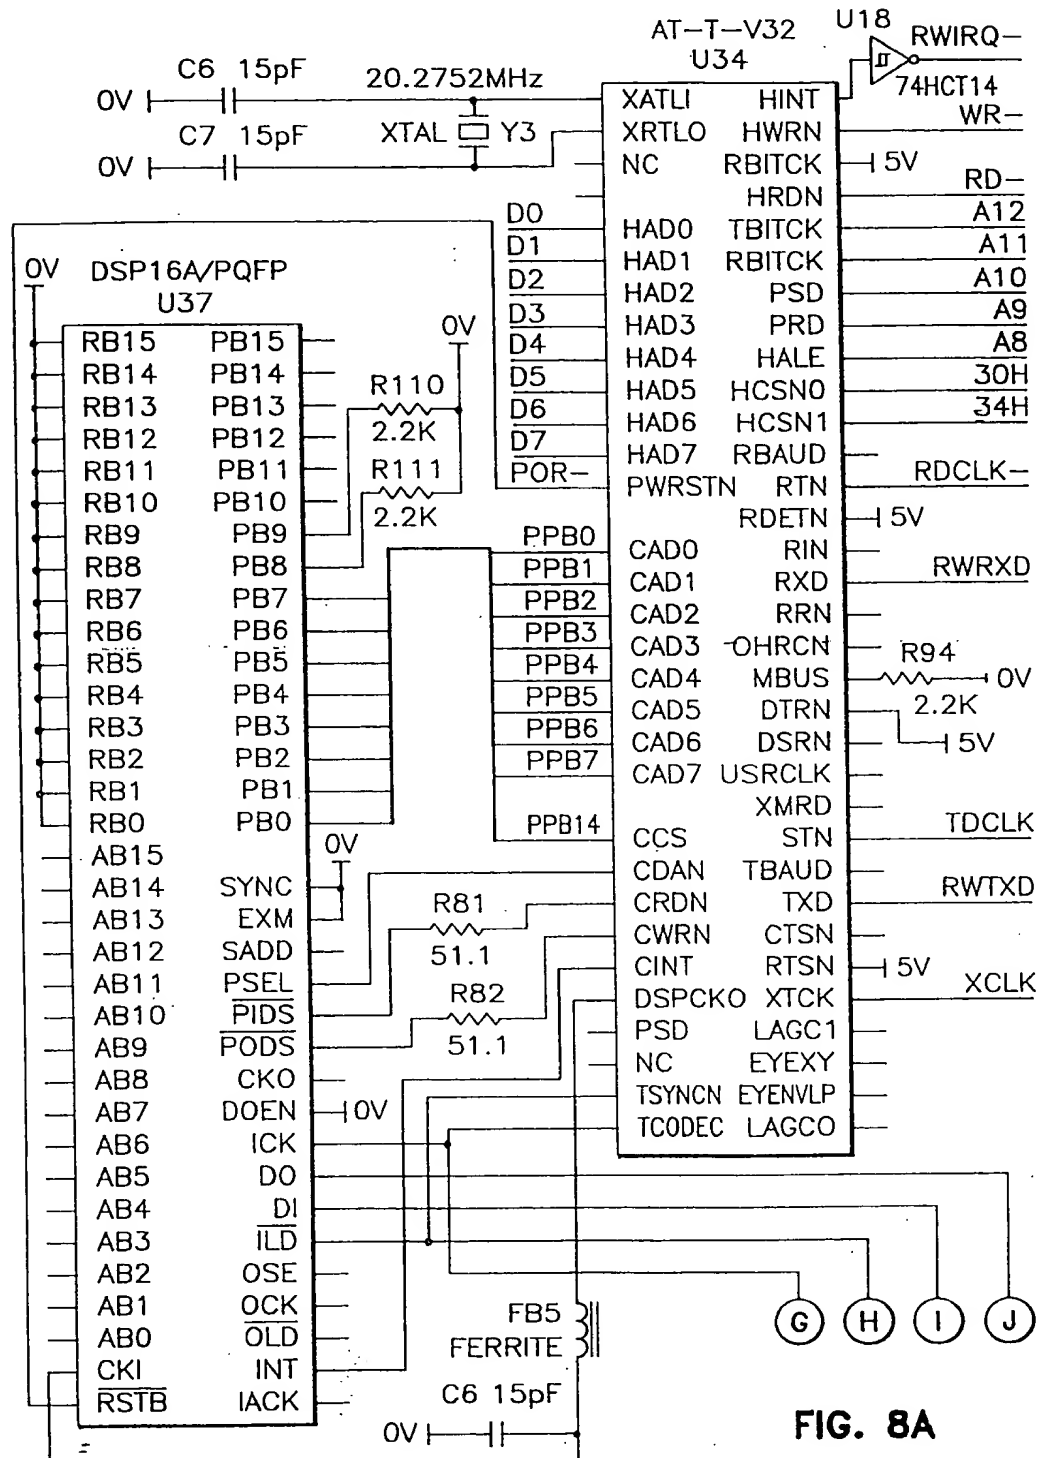 AT-T-V32
U34
U18
RWIRQ-
74HCT14
C6 15pF
0V
20.2752MHz
C7 15pF
XTAL Y3
0V
XATLI HINT
XRTLO HWRN WR-
NC RBITCK 5V
HRDN RD-
D0 HAD0 TBITCK A12
D1 HAD1 RBITCK A11
D2 HAD2 PSD A10
D3 HAD3 PRD A9
D4 HAD4 HALE A8
D5 HAD5 HCSN0 30H
D6 HAD6 HCSN1 34H
D7 HAD7 RBAUD
POR- PWRSTN RTN RDCLK-
RDETN 5V
PPB0 CAD0 RIN
PPB1 CAD1 RXD RWRXD
PPB2 CAD2 RRN
PPB3 CAD3 OHRCN
PPB4 CAD4 MBUS R94 0V
2.2K
PPB5 CAD5 DTRN
PPB6 CAD6 DSRN 5V
PPB7 CAD7 USRCLK
XMRD
PPB14 CCS STN TDCLK
CDAN TBAUD
CRDN TXD RWTXD
CWRN CTSN
CINT RTSN 5V
DSPCKO XTCK XCLK
PSD LAGC1
NC EYEXY
TSYNCN EYENVLP
TCODEC LAGCO
0V
DSP16A/PQFP
U37
0V
RB15 PB15
RB14 PB14
RB13 PB13
RB12 PB12
RB11 PB11
RB10 PB10
RB9 PB9
RB8 PB8
RB7 PB7
RB6 PB6
RB5 PB5
RB4 PB4
RB3 PB3
RB2 PB2
RB1 PB1
RB0 PB0
AB15
AB14 SYNC
AB13 EXM
AB12 SADD
AB11 PSEL
AB10 PIDS
AB9 PODS
AB8 CKO
AB7 DOEN 0V
AB6 ICK
AB5 DO
AB4 DI
AB3 ILD
AB2 OSE
AB1 OCK
AB0 OLD
CKI INT
RSTB IACK
R110
2.2K
R111
2.2K
0V
R81
51.1
R82
51.1
FB5
FERRITE
C6 15pF
0V
G H I J
FIG. 8A